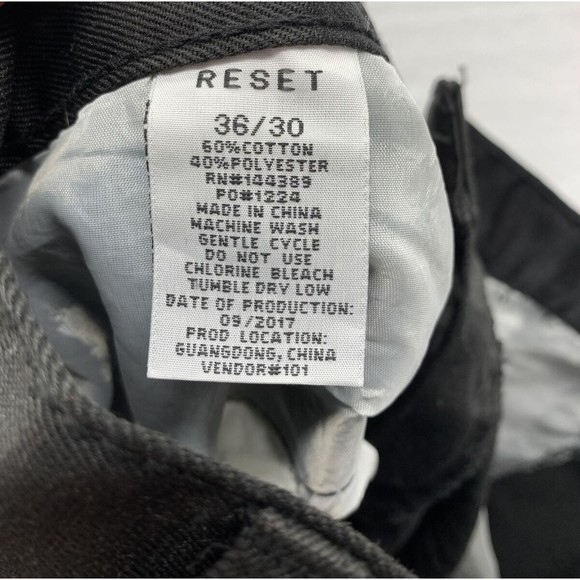 RESET
36/30
60%COTTON
40%POLYESTER
RN#144389
PO#1224
MADE IN CHINA
MACHINE WASH
GENTLE CYCLE
DO NOT USE
CHLORINE BLEACH
TUMBLE DRY LOW
DATE OF PRODUCTION:
09/2017
PROD LOCATION:
GUANGDONG, CHINA
VENDOR#101